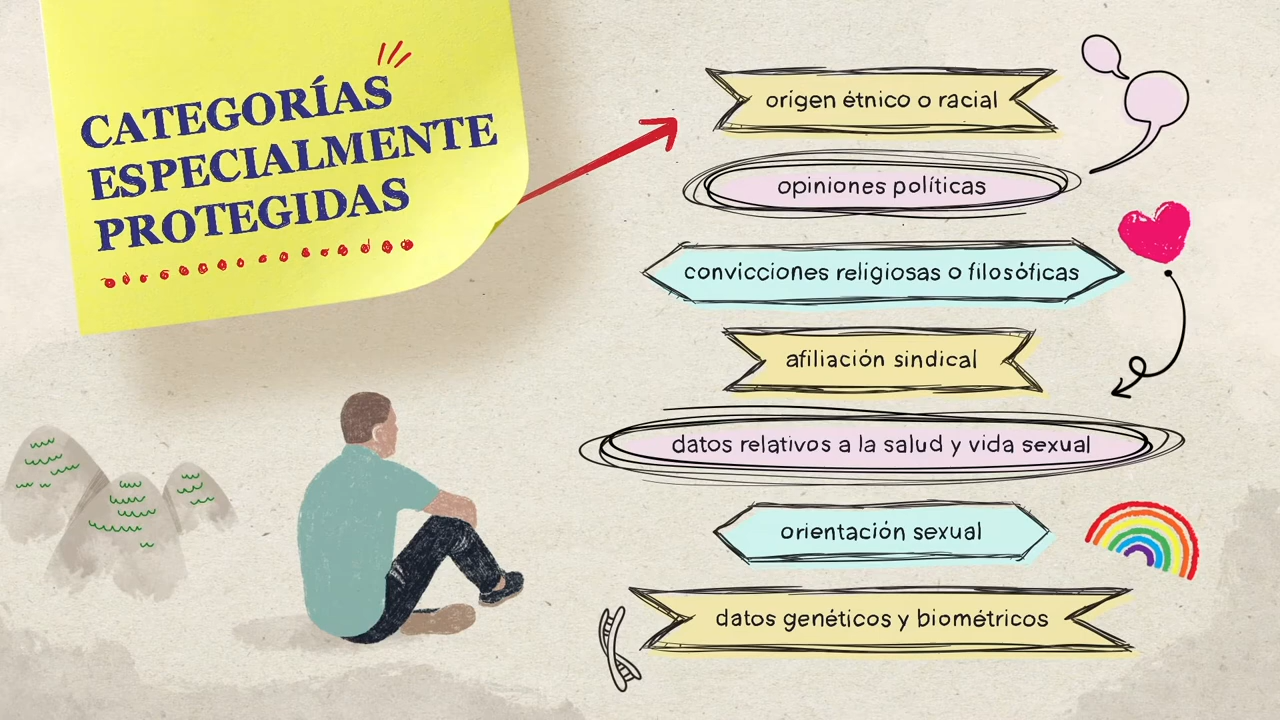 CATEGORÍAS
ESPECIALMENTE
PROTEGIDAS
origen étnico o racial
opiniones políticas
convicciones religiosas o filosóficas
afiliación sindical
datos relativos a la salud y vida sexual
orientación sexual
datos genéticos y biométricos